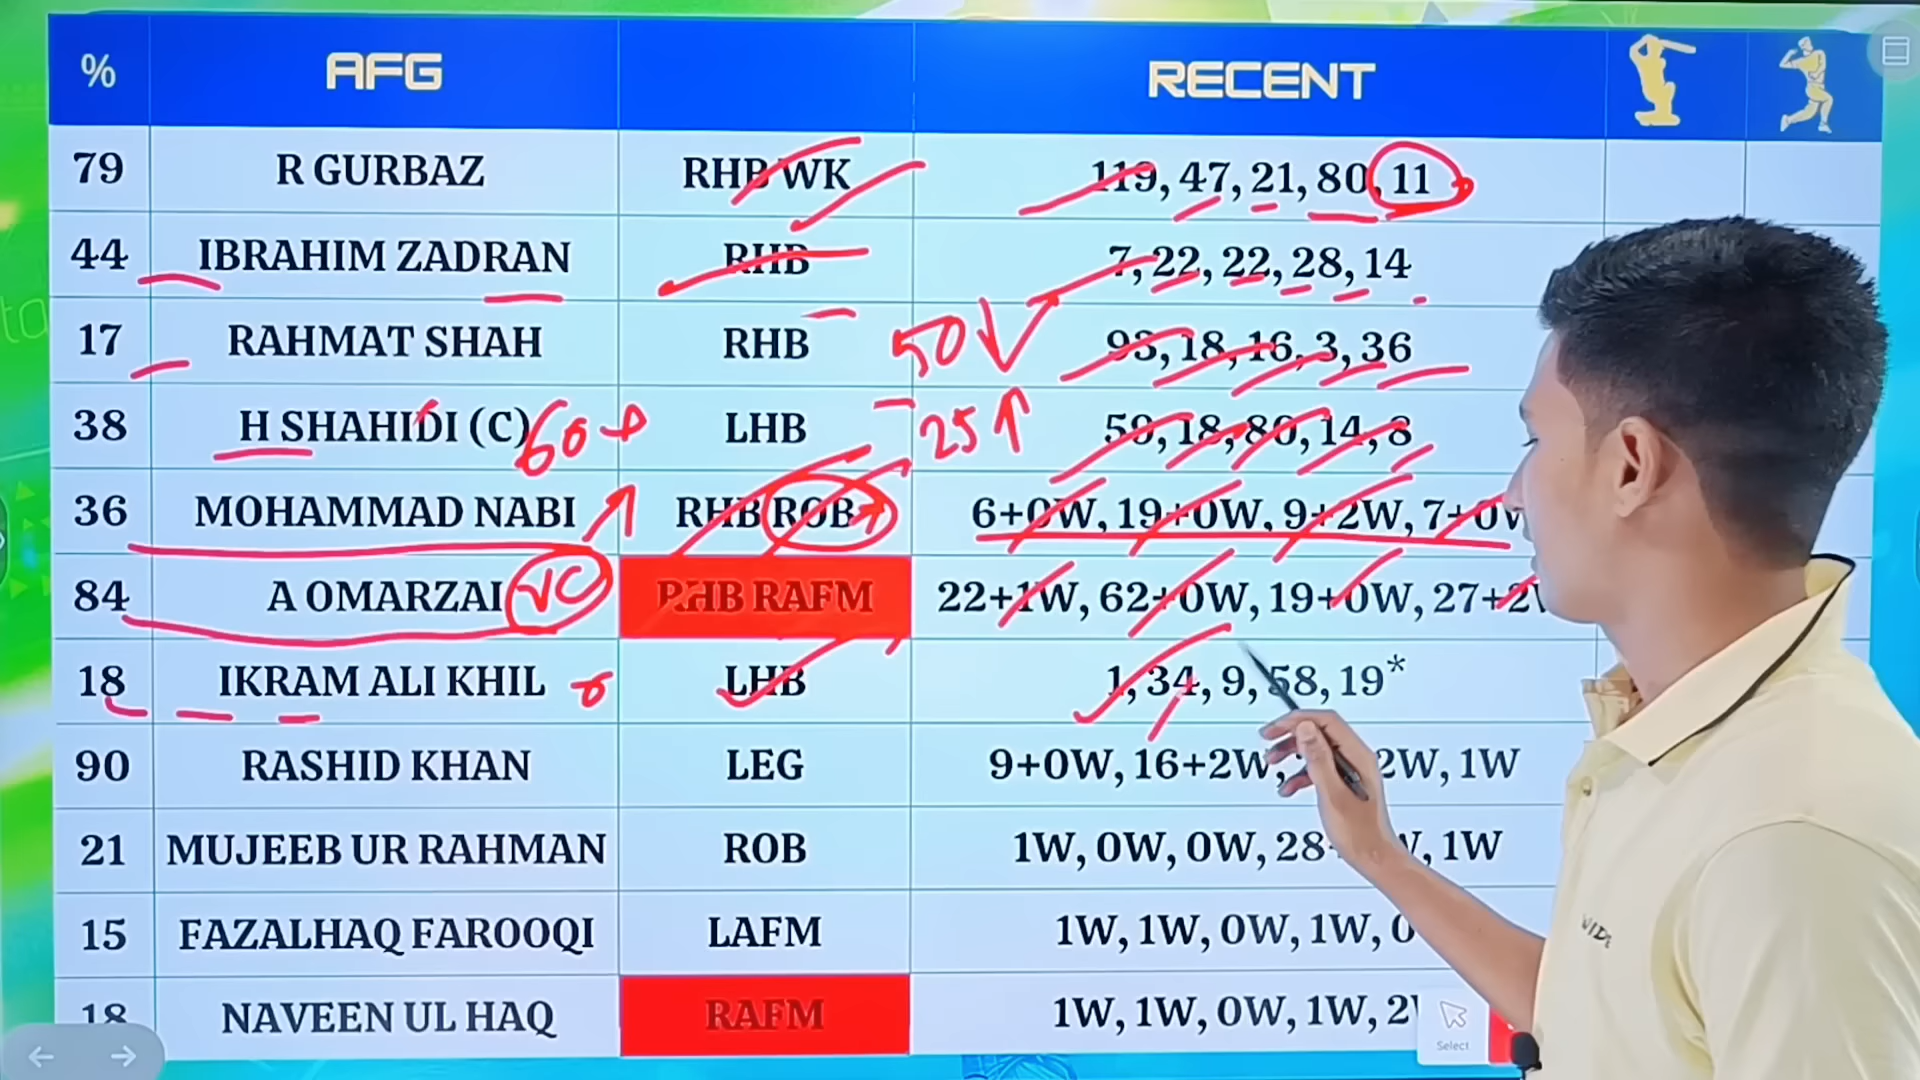 % AFG RECENT
79 R GURBAZ RHB WK 119, 47, 21, 80, 11
44 IBRAHIM ZADRAN RHB 7, 22, 22, 28, 14
17 RAHMAT SHAH RHB 50 93, 18, 16, 3, 36
38 H SHAHIDI (C) 60+ LHB 25 18, 80, 14, 8
36 MOHAMMAD NABI RHB ROB 6+0W, 19+0W, 9+2W, 7+0W
84 A OMARZAI VC RHB RAFM 22+1W, 62+0W, 19+0W, 27+2W
18 IKRAM ALI KHIL LHB 1, 34, 9, 58, 19*
90 RASHID KHAN LEG 9+0W, 16+2W, 2W, 1W
21 MUJEEB UR RAHMAN ROB 1W, 0W, 0W, 28+ W, 1W
15 FAZALHAQ FAROOQI LAFM 1W, 1W, 0W, 1W, 0
18 NAVEEN UL HAQ RAFM 1W, 1W, 0W, 1W, 2
Select